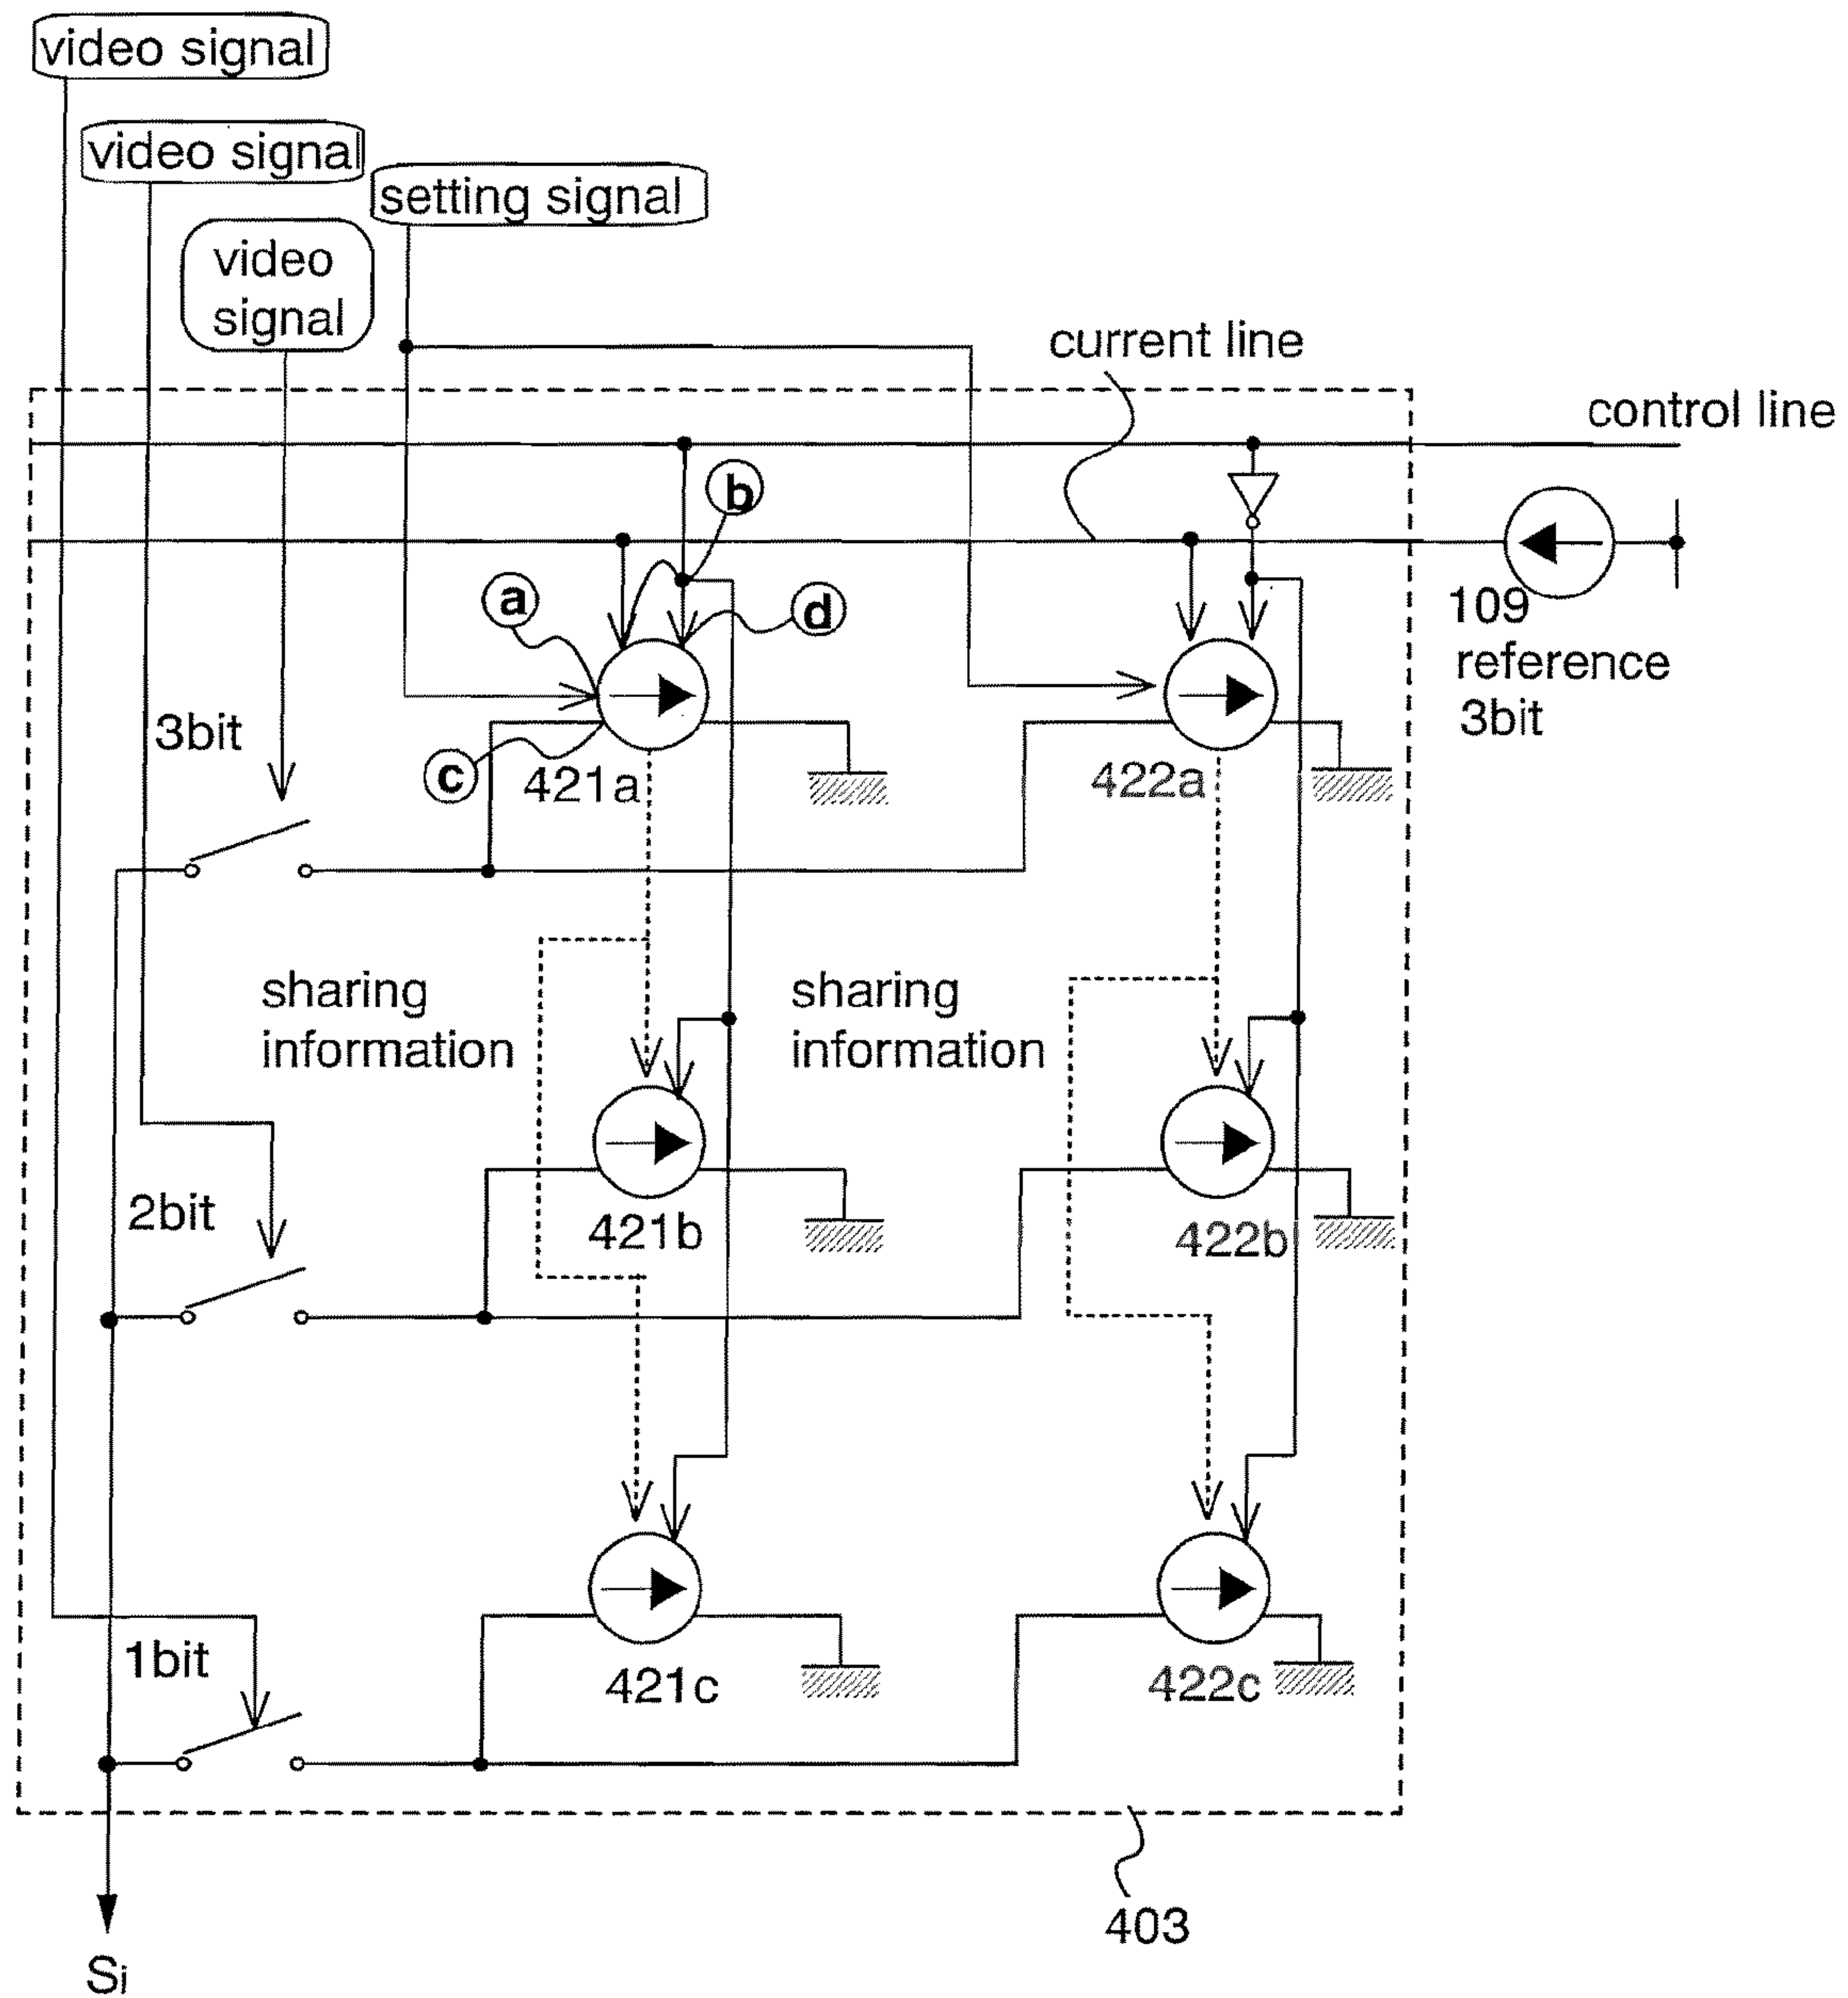 video signal
video signal
setting signal
video
signal
current line
control line
b
a
d
109
reference
3bit
3bit
c
421a
422a
sharing
information
sharing
information
2bit
421b
422b
1bit
421c
422c
403
Si